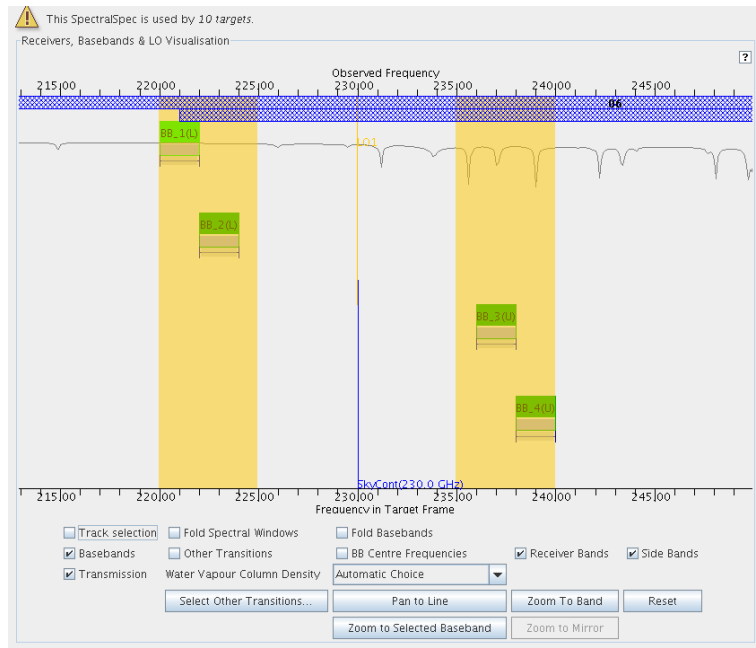 This SpectralSpec is used by 10 targets.
Receivers, Basebands & LO Visualisation
?
Observed Frequency
215|00 220|00 225|00 230|00 235|00 240|00 245|00
06
BB_1(L)
LO1
BB_2(L)
BB_3(U)
BB_4(U)
SkyCont(230.0 GHz)
215|00 220|00 225|00 230|00 235|00 240|00 245|00
Frequency in Target Frame
Track selection Fold Spectral Windows Fold Basebands
Basebands Other Transitions BB Centre Frequencies Receiver Bands Side Bands
Transmission Water Vapour Column Density Automatic Choice
Select Other Transitions... Pan to Line Zoom To Band Reset
Zoom to Selected Baseband Zoom to Mirror